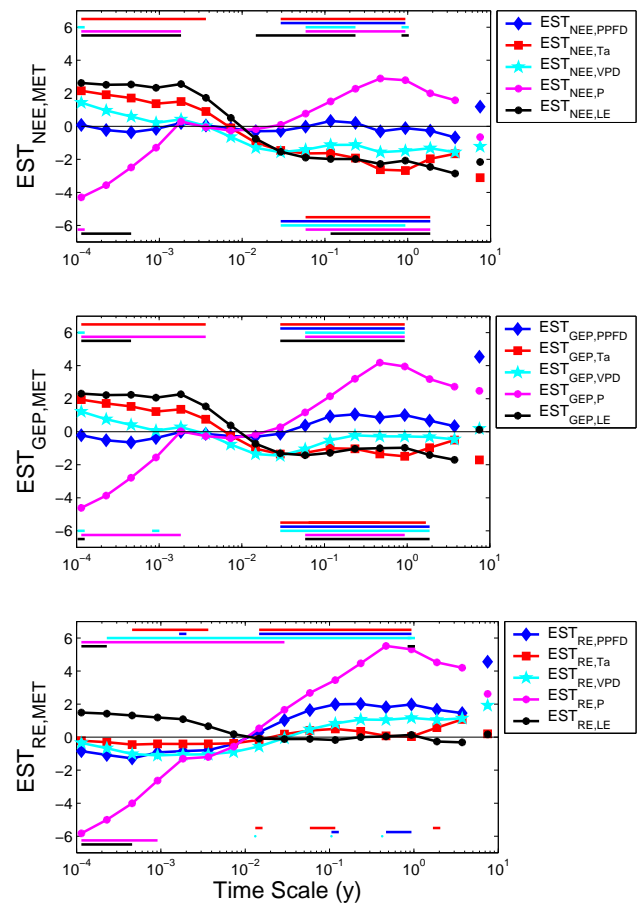 EST_NEE,MET
6
4
2
0
−2
−4
−6
10^−4
10^−3
10^−2
10^−1
10^0
10^1
EST_NEE,PPFD
EST_NEE,Ta
EST_NEE,VPD
EST_NEE,P
EST_NEE,LE
EST_GEP,MET
6
4
2
0
−2
−4
−6
10^−4
10^−3
10^−2
10^−1
10^0
10^1
EST_GEP,PPFD
EST_GEP,Ta
EST_GEP,VPD
EST_GEP,P
EST_GEP,LE
EST_RE,MET
6
4
2
0
−2
−4
−6
10^−4
10^−3
10^−2
10^−1
10^0
10^1
EST_RE,PPFD
EST_RE,Ta
EST_RE,VPD
EST_RE,P
EST_RE,LE
Time Scale (y)